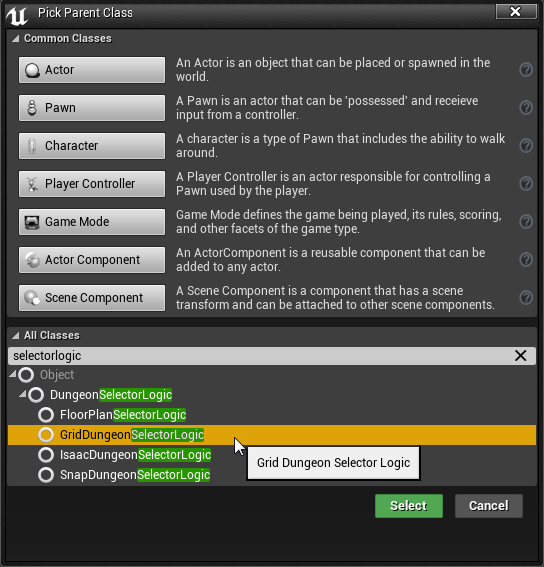 Pick Parent Class
Common Classes
Actor
An Actor is an object that can be placed or spawned in the
world.
Pawn
A Pawn is an actor that can be 'possessed' and receieve
input from a controller.
Character
A character is a type of Pawn that includes the ability to walk
around.
Player Controller
A Player Controller is an actor responsible for controlling a
Pawn used by the player.
Game Mode
Game Mode defines the game being played, its rules, scoring,
and other facets of the game type.
Actor Component
An ActorComponent is a reusable component that can be
added to any actor.
Scene Component
A Scene Component is a component that has a scene
transform and can be attached to other scene components.
All Classes
selectorlogic
Object
DungeonSelectorLogic
FloorPlanSelectorLogic
GridDungeonSelectorLogic
IsaacDungeonSelectorLogic
Grid Dungeon Selector Logic
SnapDungeonSelectorLogic
Select
Cancel